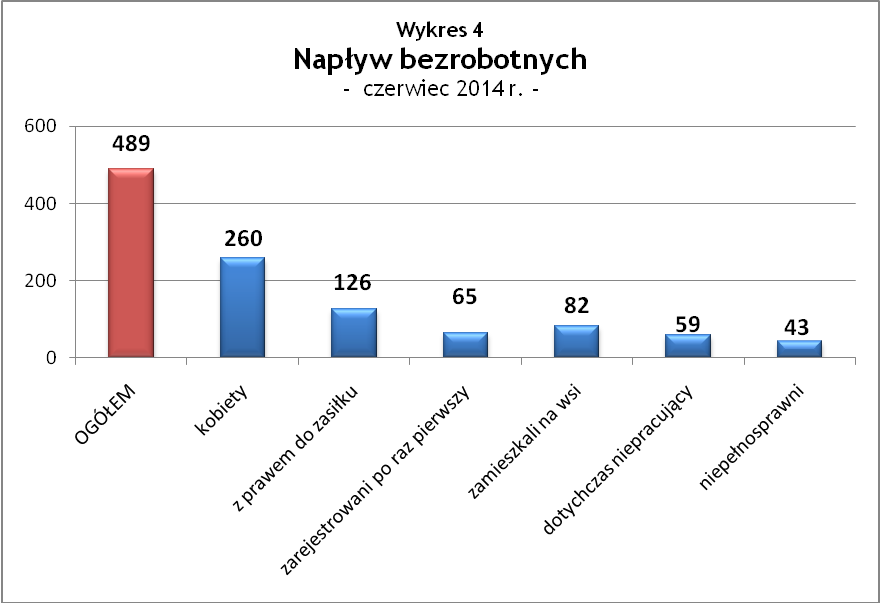 Wykres 4
Napływ bezrobotnych
- czerwiec 2014 r. -
600
400
200
0
489
260
126
65
82
59
43
OGÓŁEM
kobiety
z prawem do zasiłku
zarejestrowani po raz pierwszy
zamieszkali na wsi
dotychczas niepracujący
niepełnosprawni